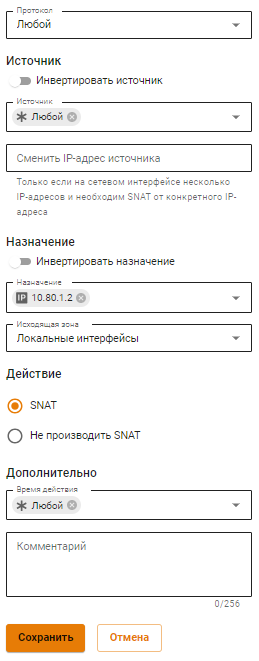 Протокол
Любой
Источник
Инвертировать источник
Источник
Любой
Сменить IP-адрес источника
Только если на сетевом интерфейсе несколько
IP-адресов и необходим SNAT от конкретного IP-
адреса
Назначение
Инвертировать назначение
Назначение
IP 10.80.1.2
Исходящая зона
Локальные интерфейсы
Действие
SNAT
Не производить SNAT
Дополнительно
Время действия
Любой
Комментарий
0/256
Сохранить Отмена